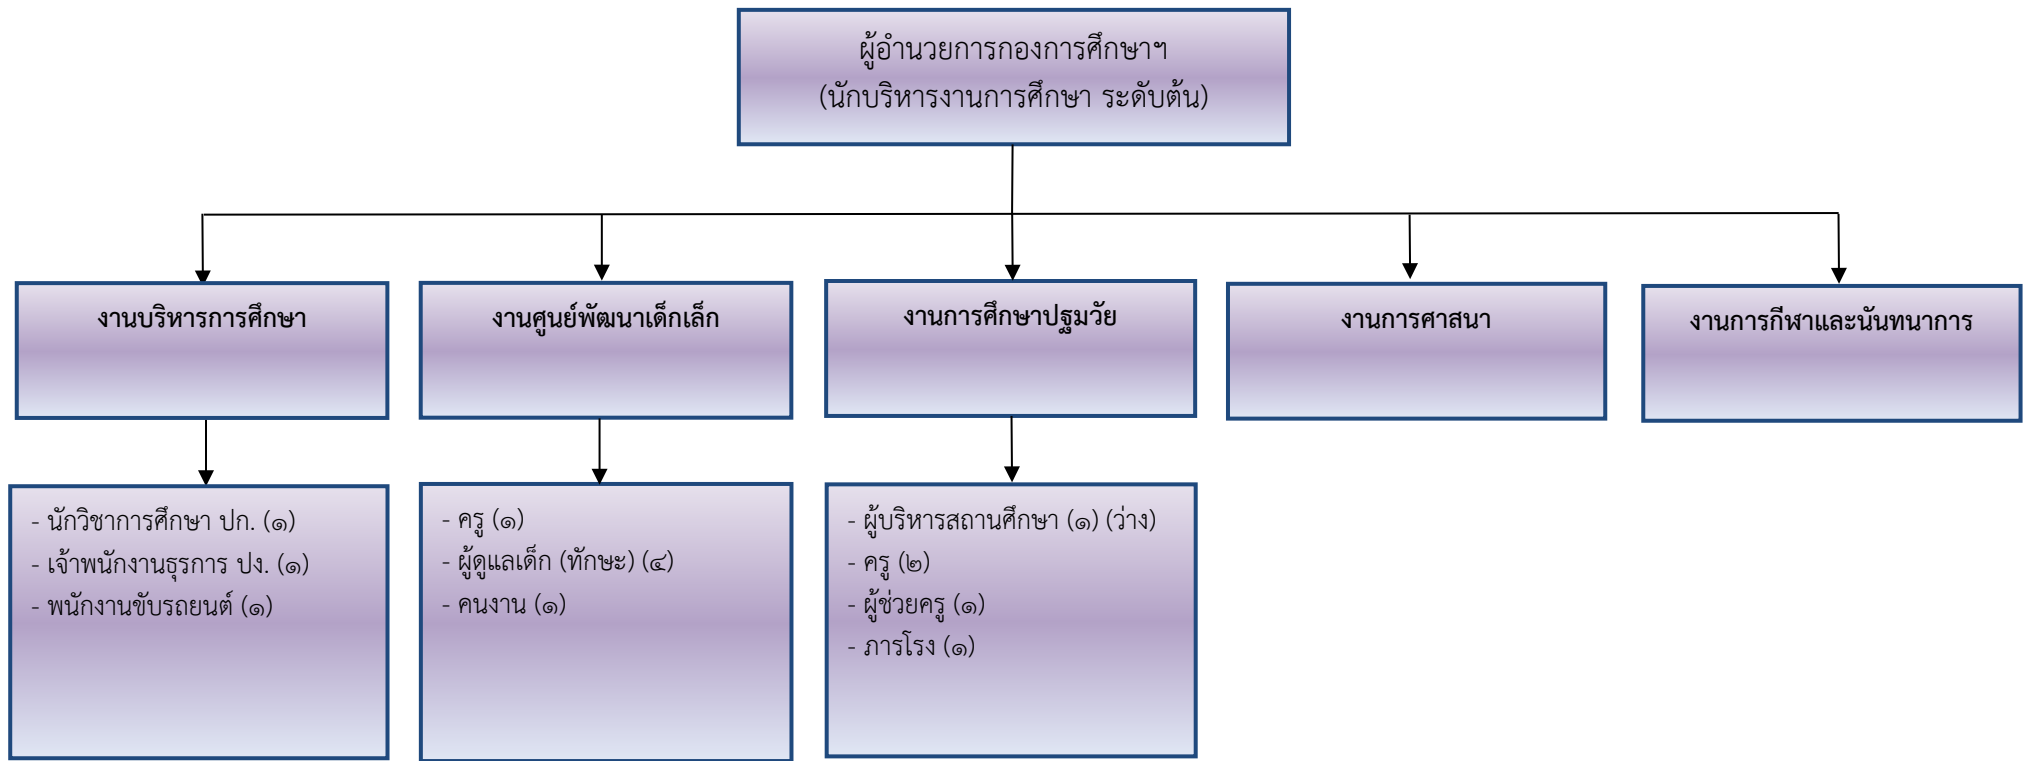 ผู้อำนวยการกองการศึกษาฯ
(นักบริหารงานการศึกษา ระดับต้น)
งานบริหารการศึกษา
งานศูนย์พัฒนาเด็กเล็ก
งานการศึกษาปฐมวัย
งานการศาสนา
งานการกีฬาและนันทนาการ
- นักวิชาการศึกษา ปก. (๑)
- เจ้าพนักงานธุรการ ปง. (๑)
- พนักงานขับรถยนต์ (๑)
- ครู (๑)
- ผู้ดูแลเด็ก (ทักษะ) (๔)
- คนงาน (๑)
- ผู้บริหารสถานศึกษา (๑) (ว่าง)
- ครู (๒)
- ผู้ช่วยครู (๑)
- ภารโรง (๑)